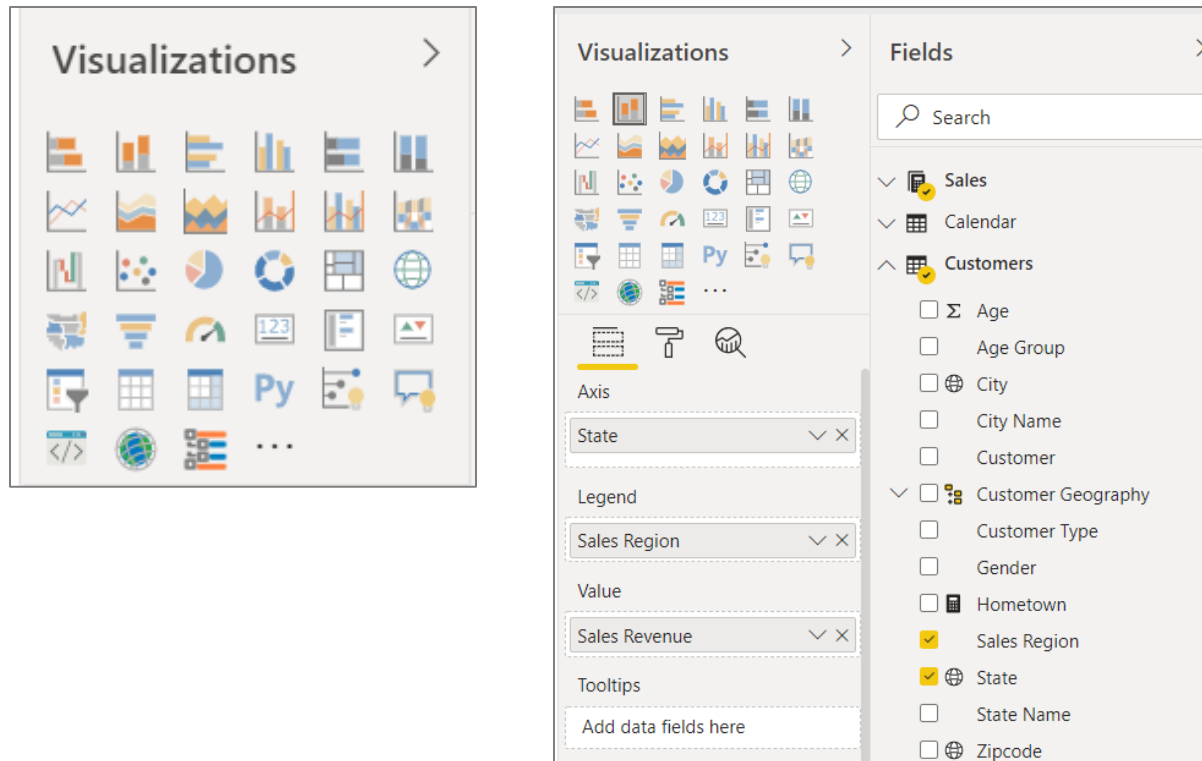 Visualizations
123
Py
</>
...
Visualizations
123
Py
</>
...
Axis
State
Legend
Sales Region
Value
Sales Revenue
Tooltips
Add data fields here
Fields
Search
Sales
Calendar
Customers
Σ Age
Age Group
City
City Name
Customer
Customer Geography
Customer Type
Gender
Hometown
Sales Region
State
State Name
Zipcode